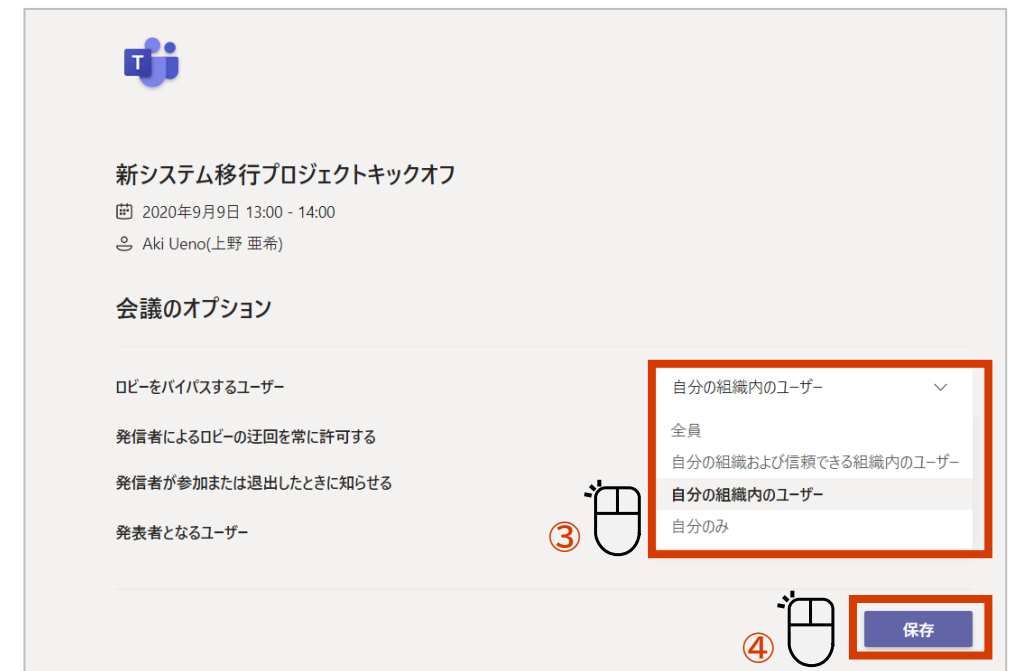 T
新システム移行プロジェクトキックオフ
2020年9月9日 13:00 - 14:00
Aki Ueno(上野 亜希)
会議のオプション
ロビーをバイパスするユーザー
自分の組織内のユーザー
全員
発信者によるロビーの迂回を常に許可する
自分の組織および信頼できる組織内のユーザー
発信者が参加または退出したときに知らせる
自分の組織内のユーザー
自分のみ
発表者となるユーザー
③
保存
④